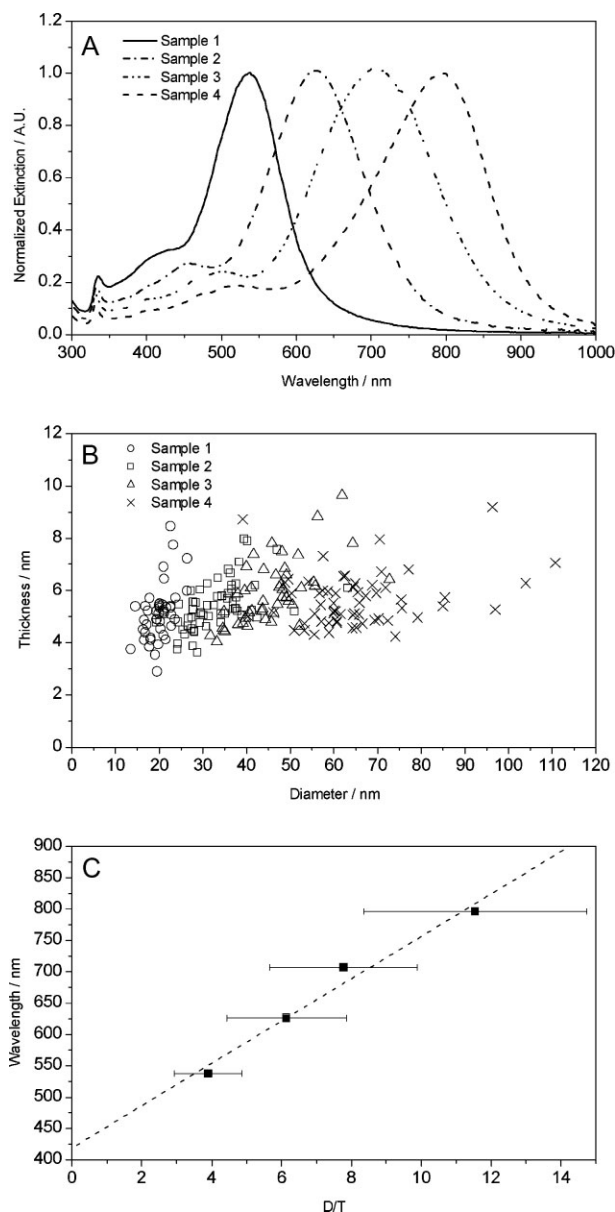 A
Sample 1
Sample 2
Sample 3
Sample 4
Normalized Extinction / A.U.
1.2
1.0
0.8
0.6
0.4
0.2
0.0
300 400 500 600 700 800 900 1000
Wavelength / nm
B
Sample 1
Sample 2
Sample 3
Sample 4
Thickness / nm
12
10
8
6
4
2
0
0 10 20 30 40 50 60 70 80 90 100 110 120
Diameter / nm
C
Wavelength / nm
900
850
800
750
700
650
600
550
500
450
400
0 2 4 6 8 10 12 14
D/T